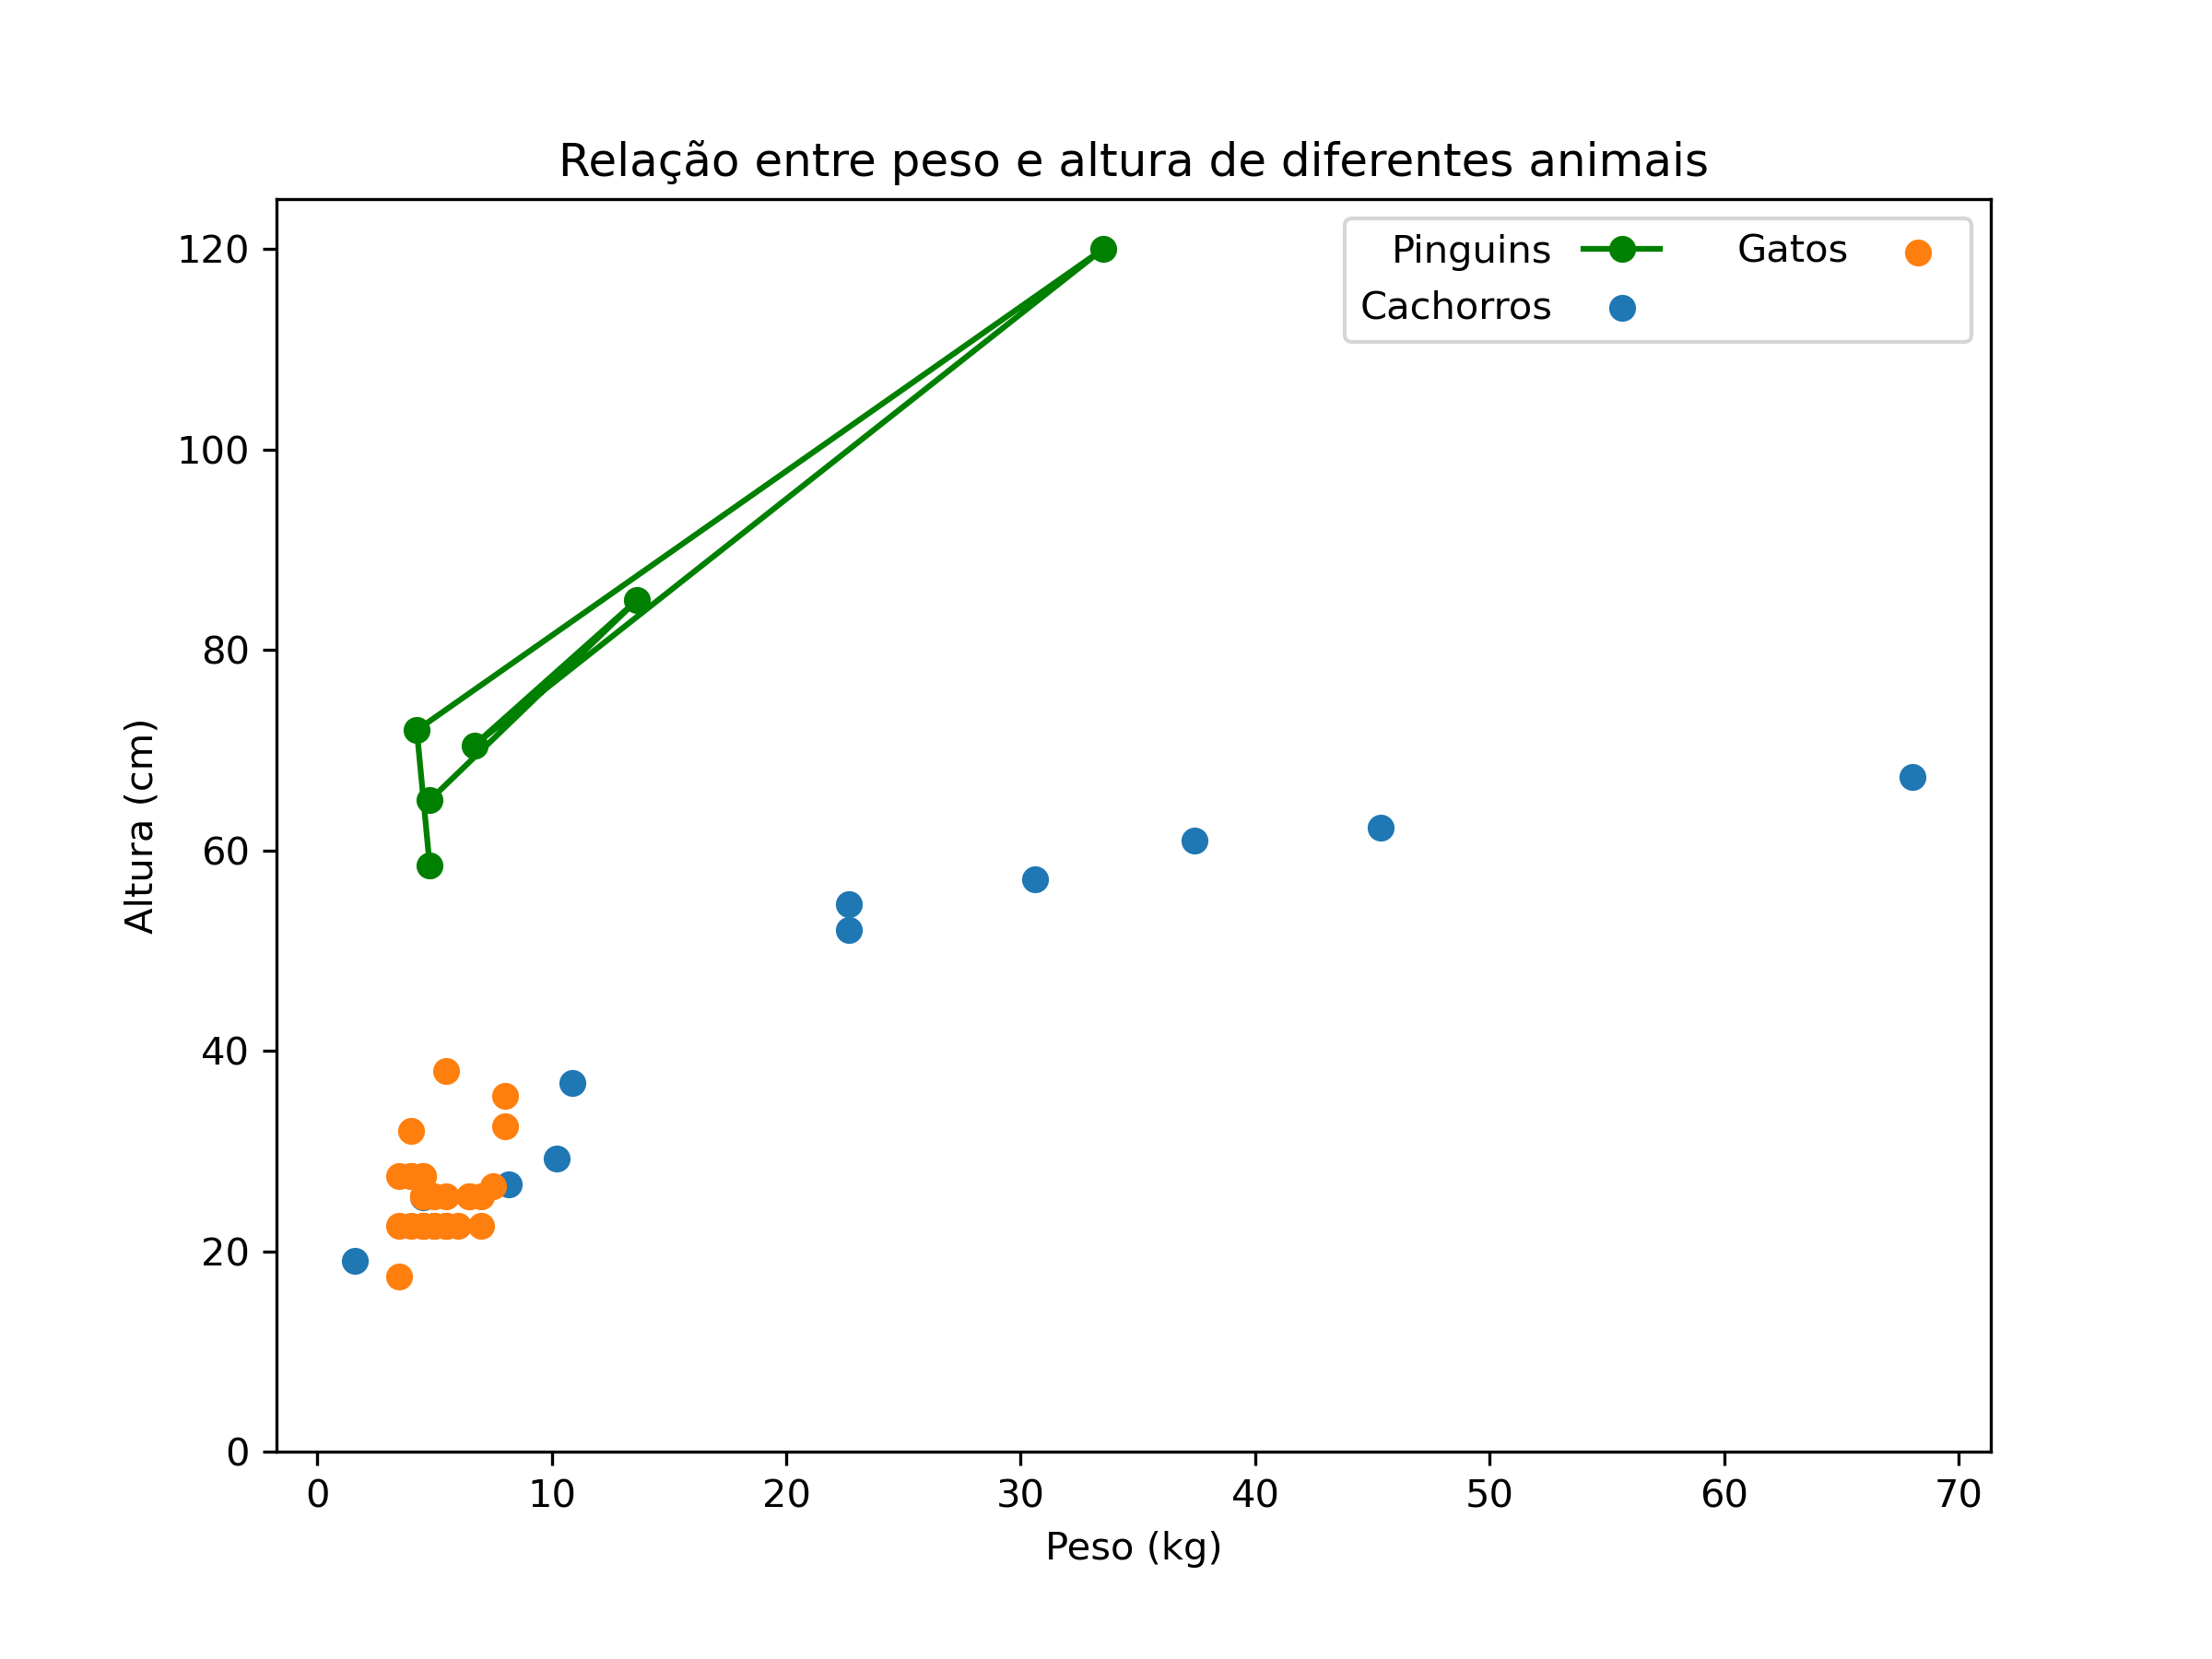 Relação entre peso e altura de diferentes animais
Pinguins
Cachorros
Gatos
120
100
80
60
40
20
0
Altura (cm)
0 10 20 30 40 50 60 70
Peso (kg)